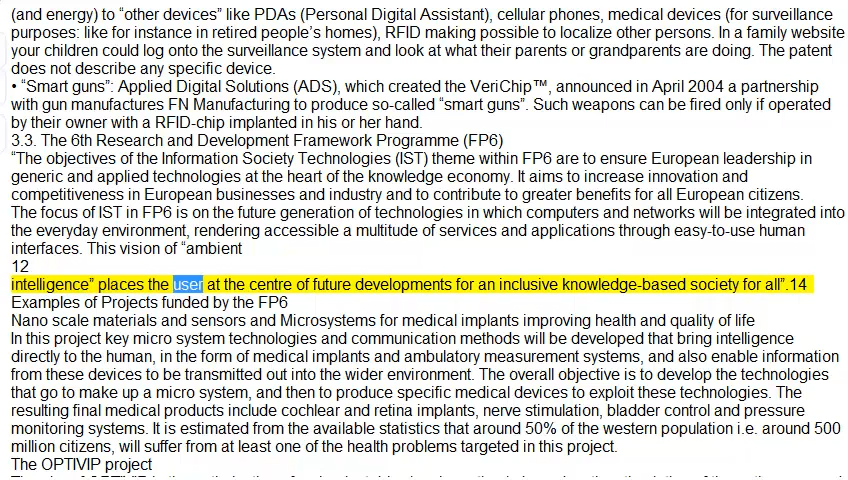 (and energy) to “other devices” like PDAs (Personal Digital Assistant), cellular phones, medical devices (for surveillance
purposes: like for instance in retired people’s homes), RFID making possible to localize other persons. In a family website
your children could log onto the surveillance system and look at what their parents or grandparents are doing. The patent
does not describe any specific device.
• “Smart guns”: Applied Digital Solutions (ADS), which created the VeriChip™, announced in April 2004 a partnership
with gun manufactures FN Manufacturing to produce so-called “smart guns”. Such weapons can be fired only if operated
by their owner with a RFID-chip implanted in his or her hand.
3.3. The 6th Research and Development Framework Programme (FP6)
“The objectives of the Information Society Technologies (IST) theme within FP6 are to ensure European leadership in
generic and applied technologies at the heart of the knowledge economy. It aims to increase innovation and
competitiveness in European businesses and industry and to contribute to greater benefits for all European citizens.
The focus of IST in FP6 is on the future generation of technologies in which computers and networks will be integrated into
the everyday environment, rendering accessible a multitude of services and applications through easy-to-use human
interfaces. This vision of “ambient
12
intelligence” places the user at the centre of future developments for an inclusive knowledge-based society for all”.14
Examples of Projects funded by the FP6
Nano scale materials and sensors and Microsystems for medical implants improving health and quality of life
In this project key micro system technologies and communication methods will be developed that bring intelligence
directly to the human, in the form of medical implants and ambulatory measurement systems, and also enable information
from these devices to be transmitted out into the wider environment. The overall objective is to develop the technologies
that go to make up a micro system, and then to produce specific medical devices to exploit these technologies. The
resulting final medical products include cochlear and retina implants, nerve stimulation, bladder control and pressure
monitoring systems. It is estimated from the available statistics that around 50% of the western population i.e. around 500
million citizens, will suffer from at least one of the health problems targeted in this project.
The OPTIVIP project